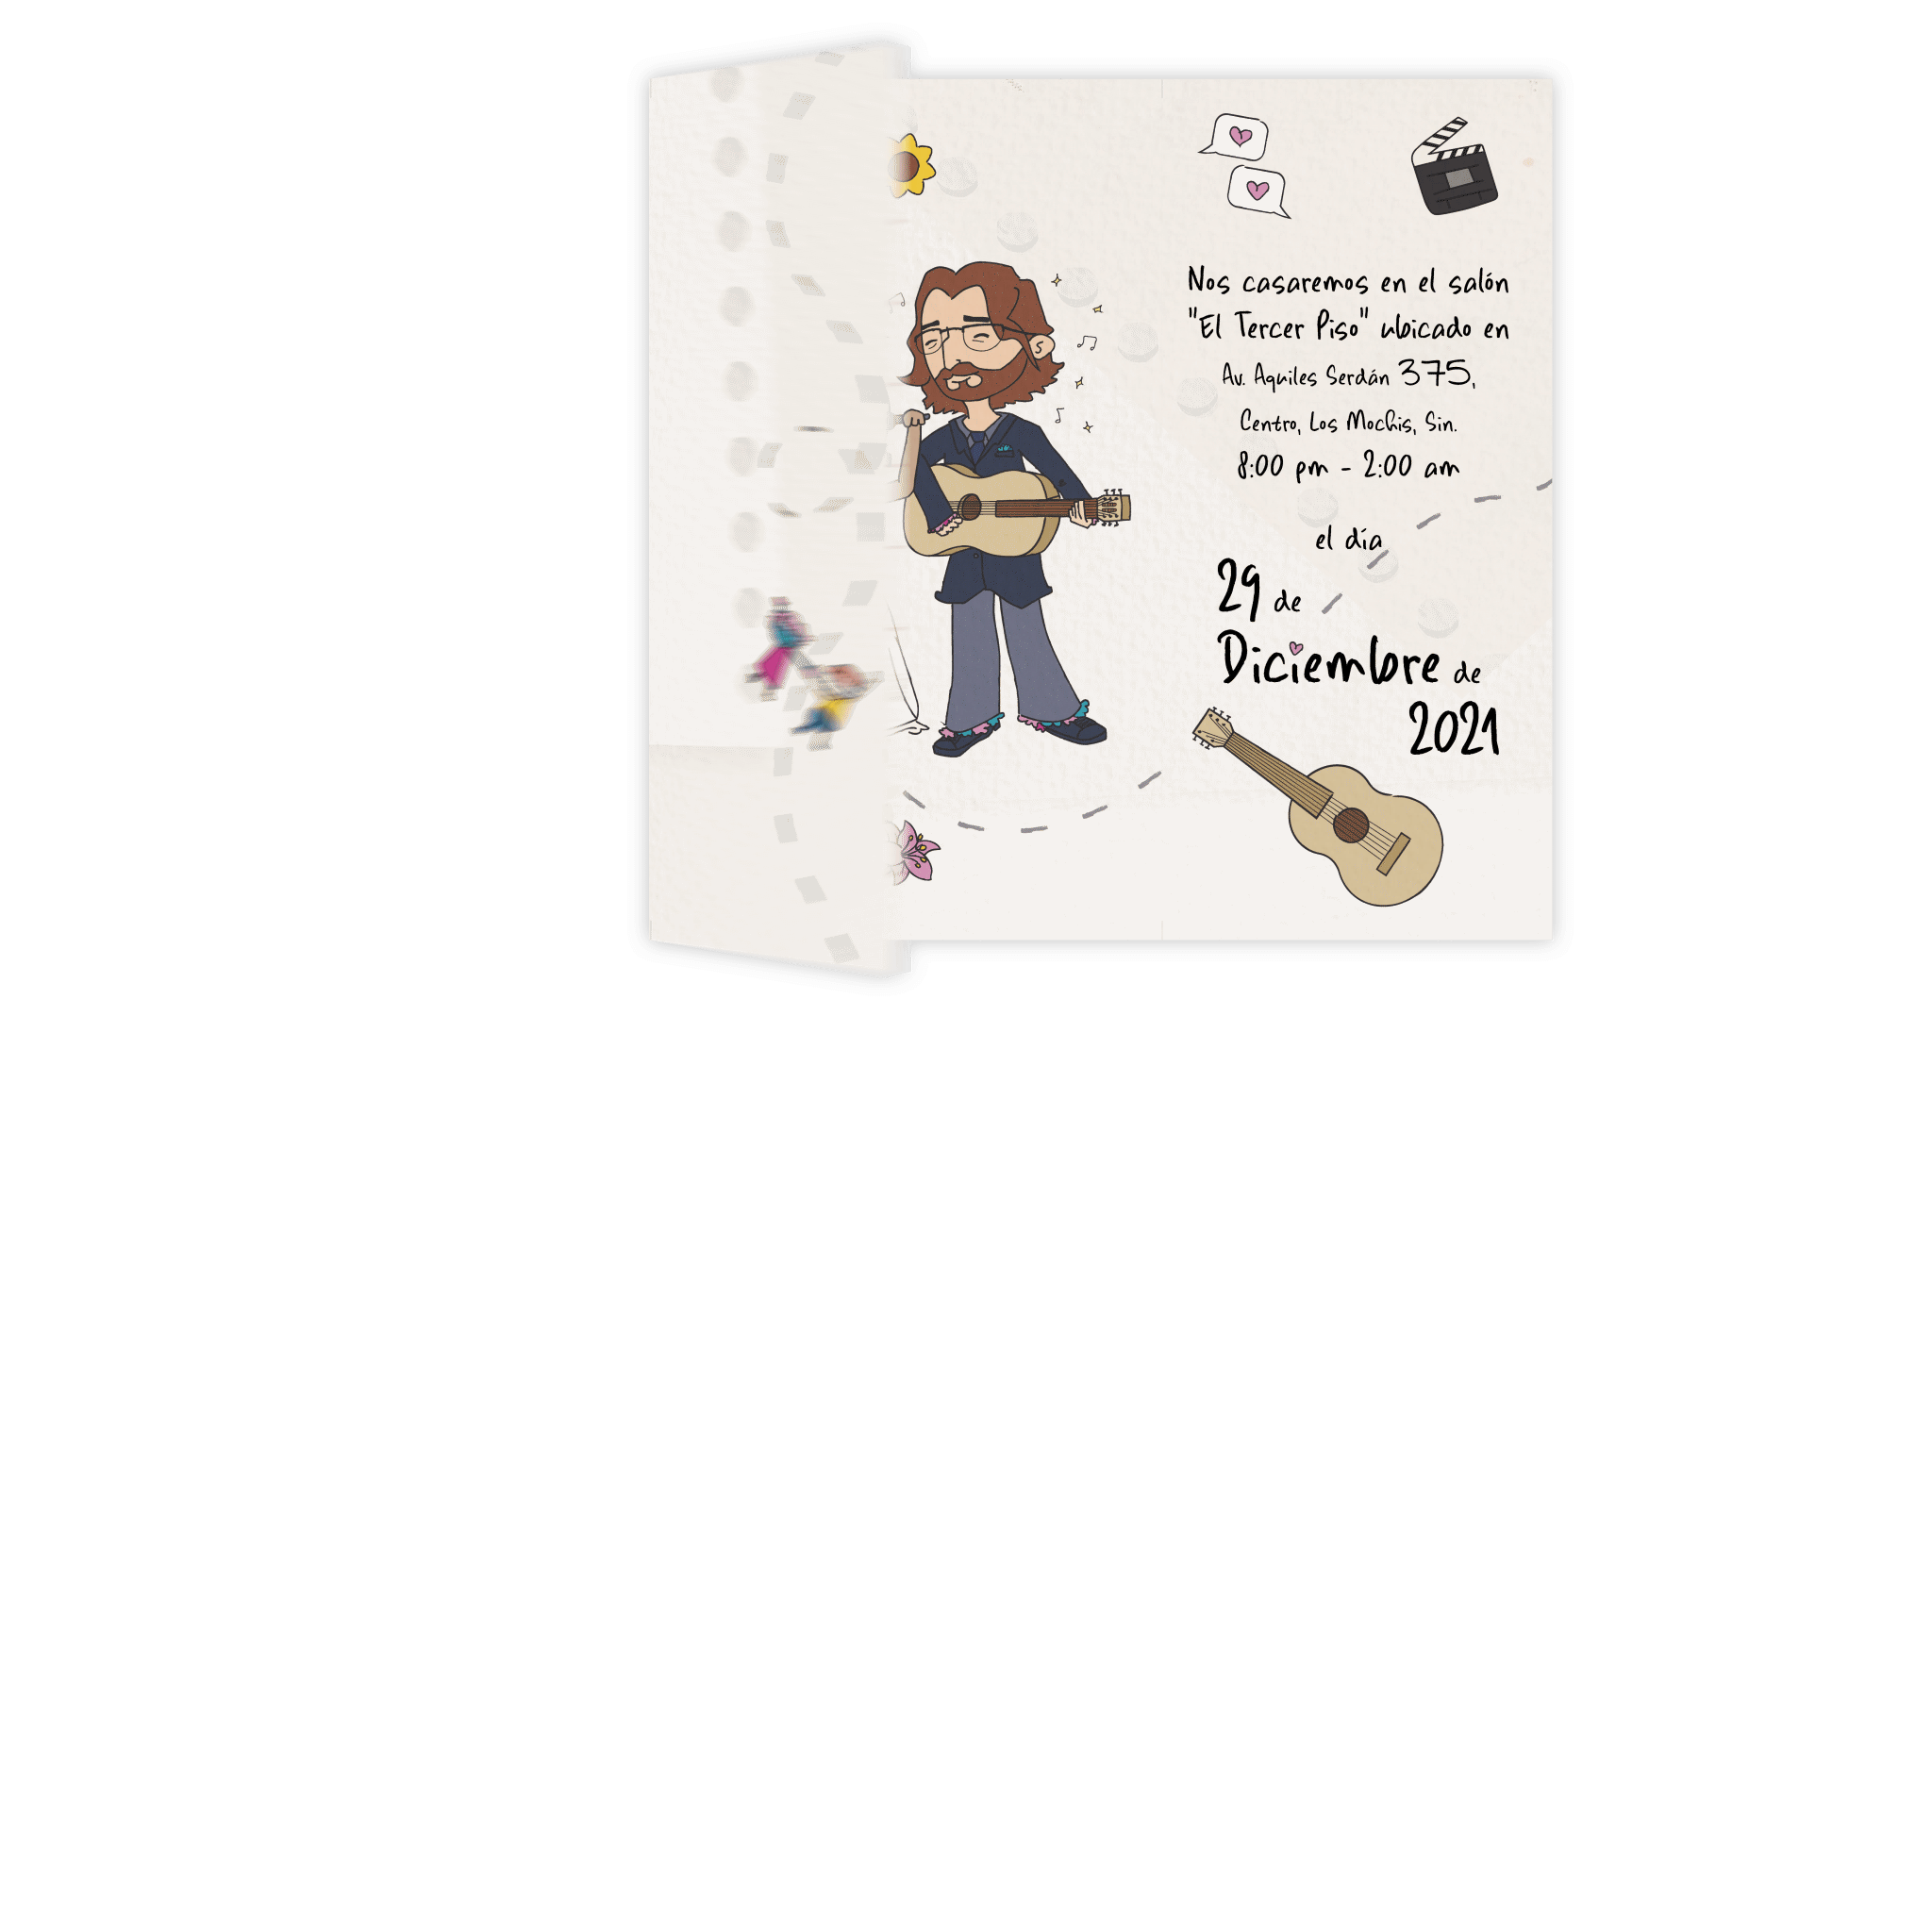 Nos casaremos en el salón
"El Tercer Piso" ubicado en
Av. Aquiles Serdán 375,
Centro, Los Mochis, Sin.
8:00 pm - 2:00 am
el día
29 de
Diciembre de
2021